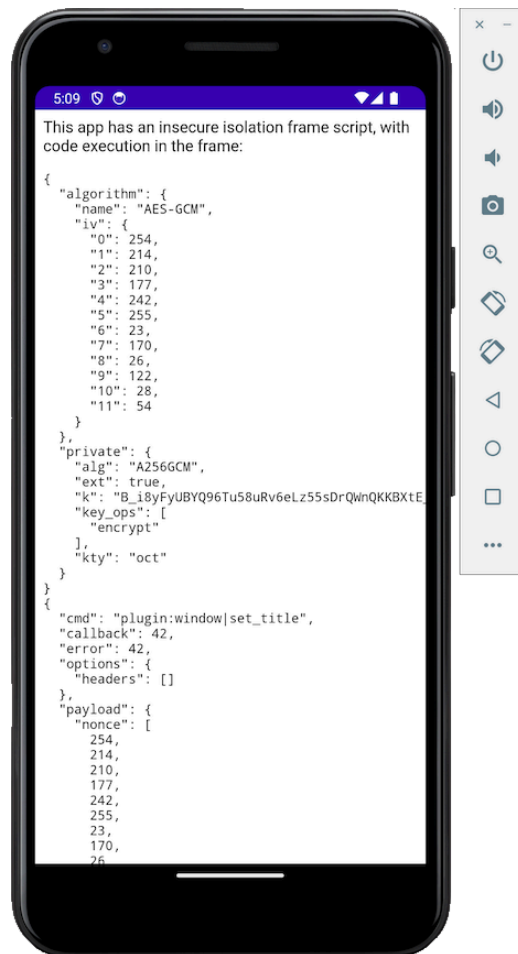 5:09
This app has an insecure isolation frame script, with
code execution in the frame:
{
"algorithm": {
"name": "AES-GCM",
"iv": {
"0": 254,
"1": 214,
"2": 210,
"3": 177,
"4": 242,
"5": 255,
"6": 23,
"7": 170,
"8": 26,
"9": 122,
"10": 28,
"11": 54
}
},
"private": {
"alg": "A256GCM",
"ext": true,
"k": "B_i8yFyUBYQ96Tu58uRv6eLz55sDrQWnQKKBXtE_
"key_ops": [
"encrypt"
],
"kty": "oct"
}
}
{
"cmd": "plugin:window|set_title",
"callback": 42,
"error": 42,
"options": {
"headers": []
},
"payload": {
"nonce": [
254,
214,
210,
177,
242,
255,
23,
170,
26